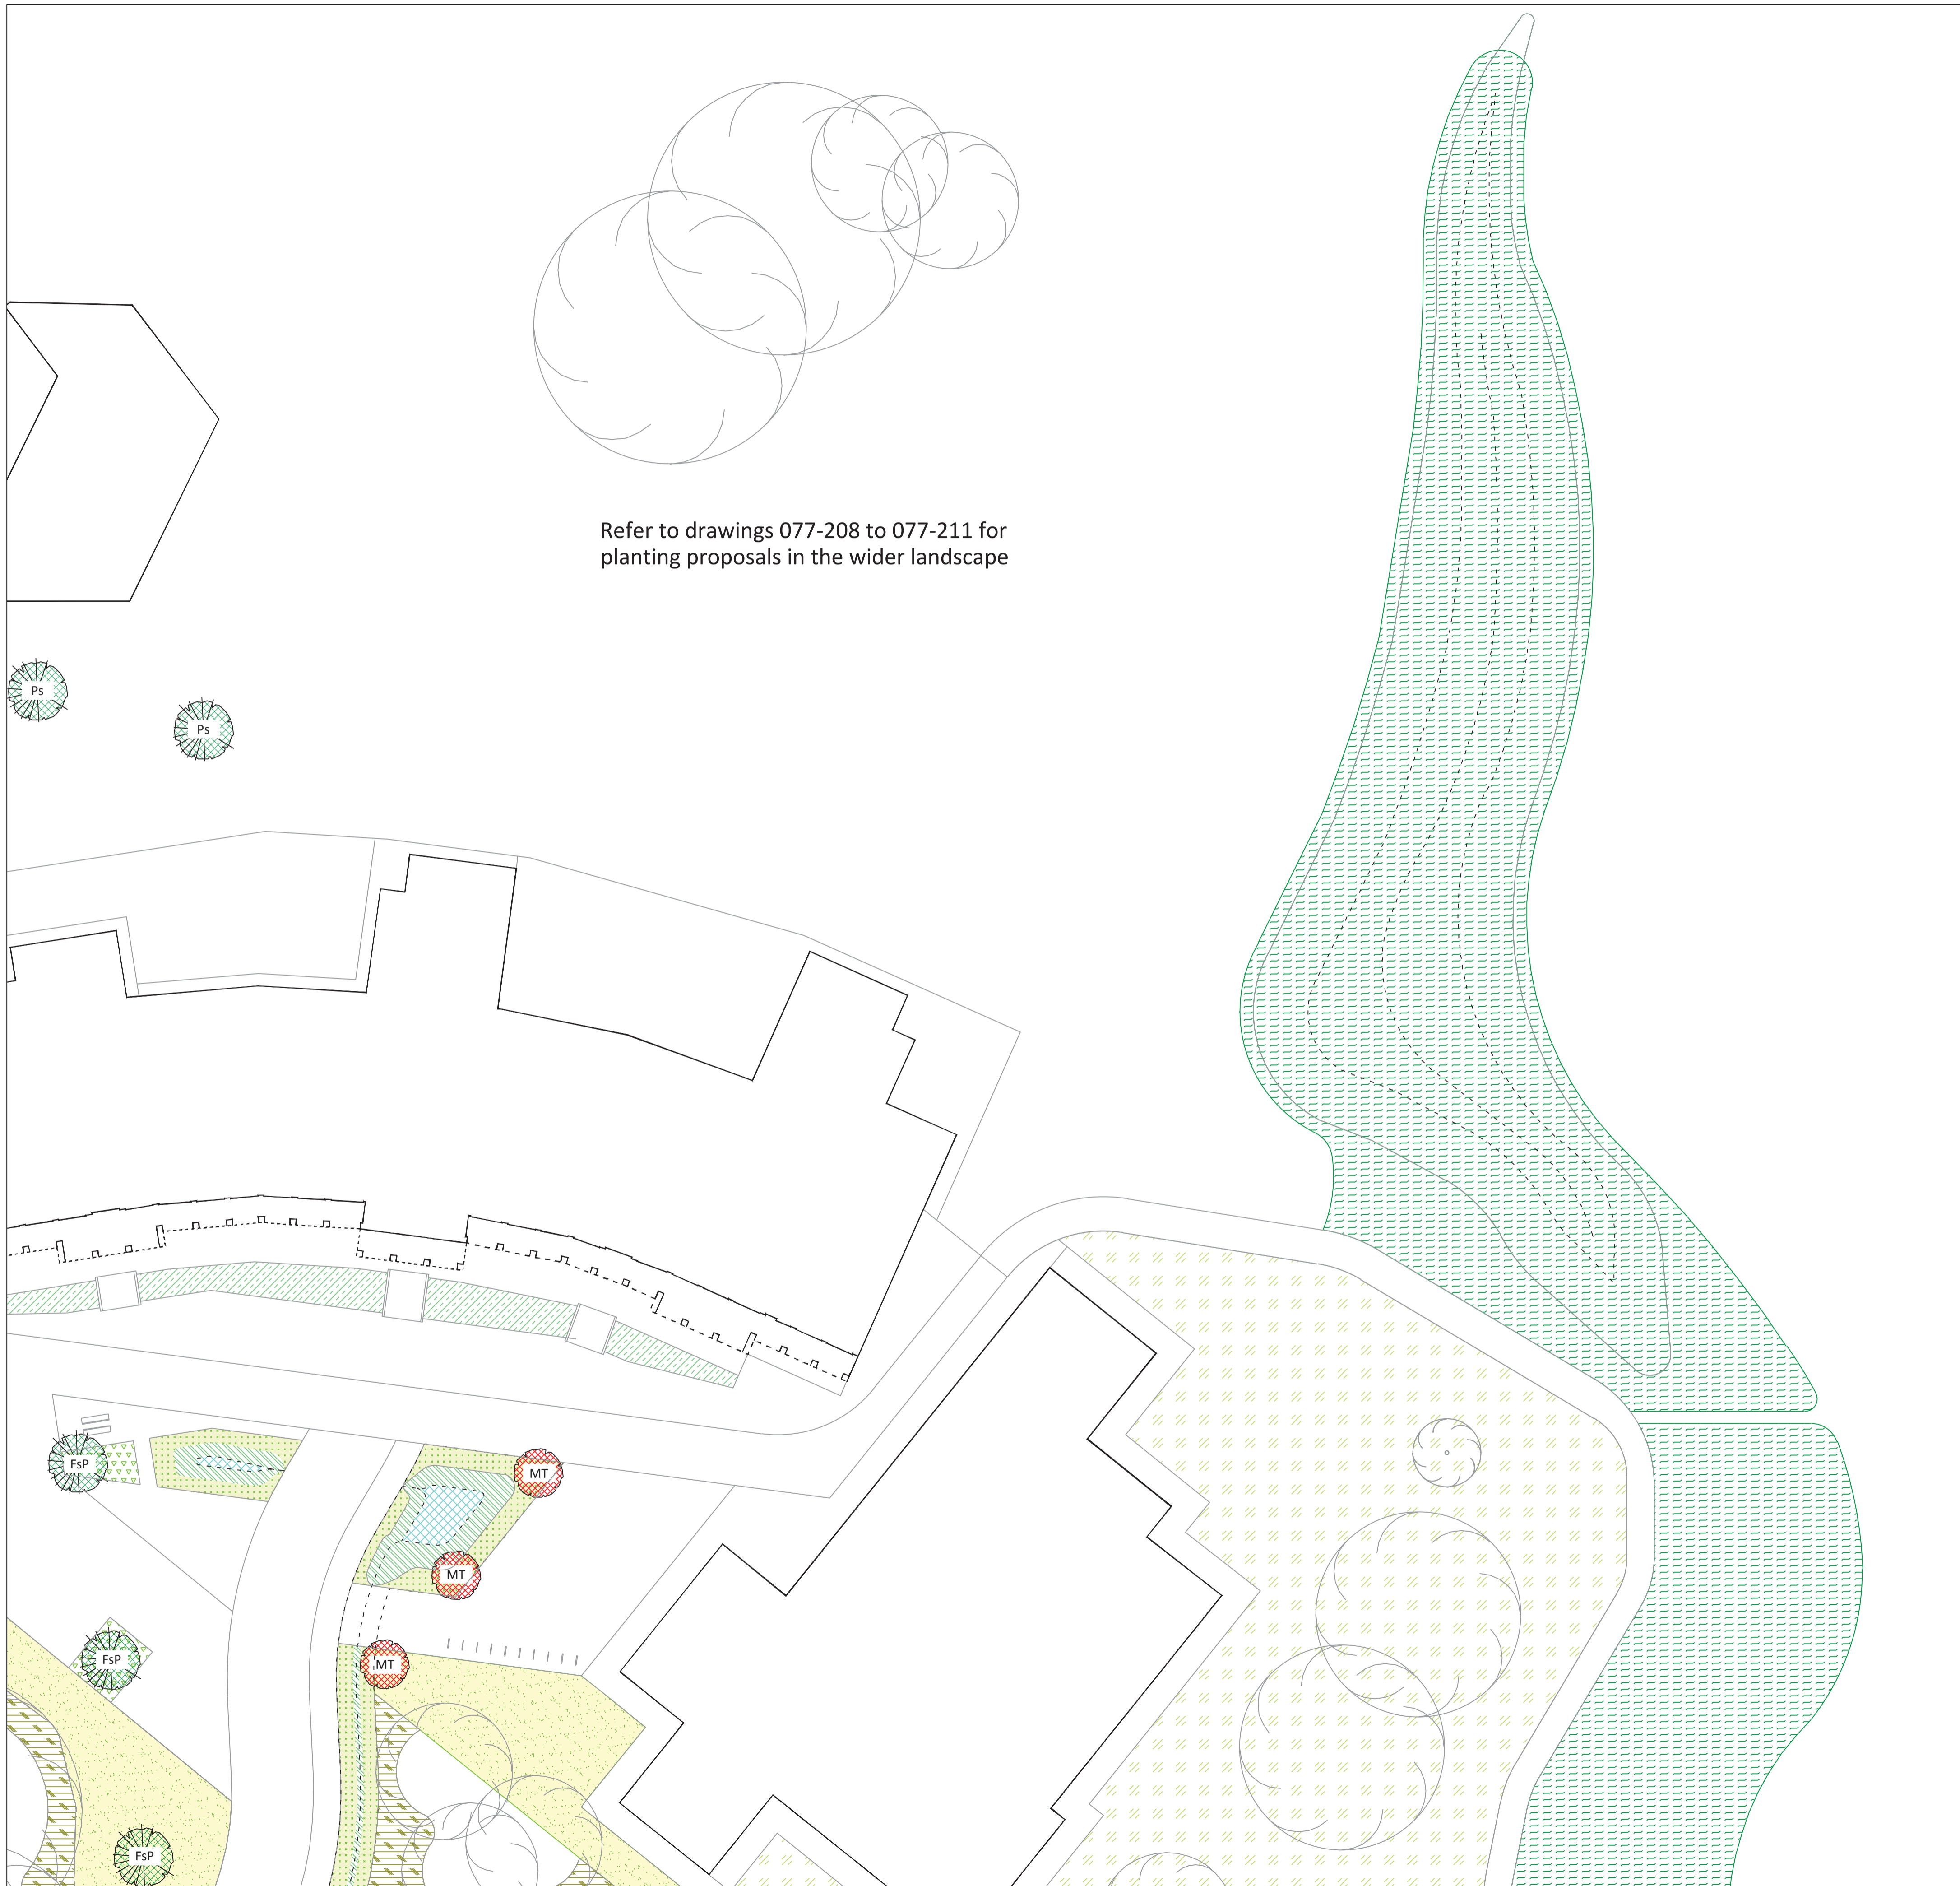 Refer to drawings 077-208 to 077-211 for
planting proposals in the wider landscape
Ps
Ps
FsP
MT
MT
FsP
MT
FsP